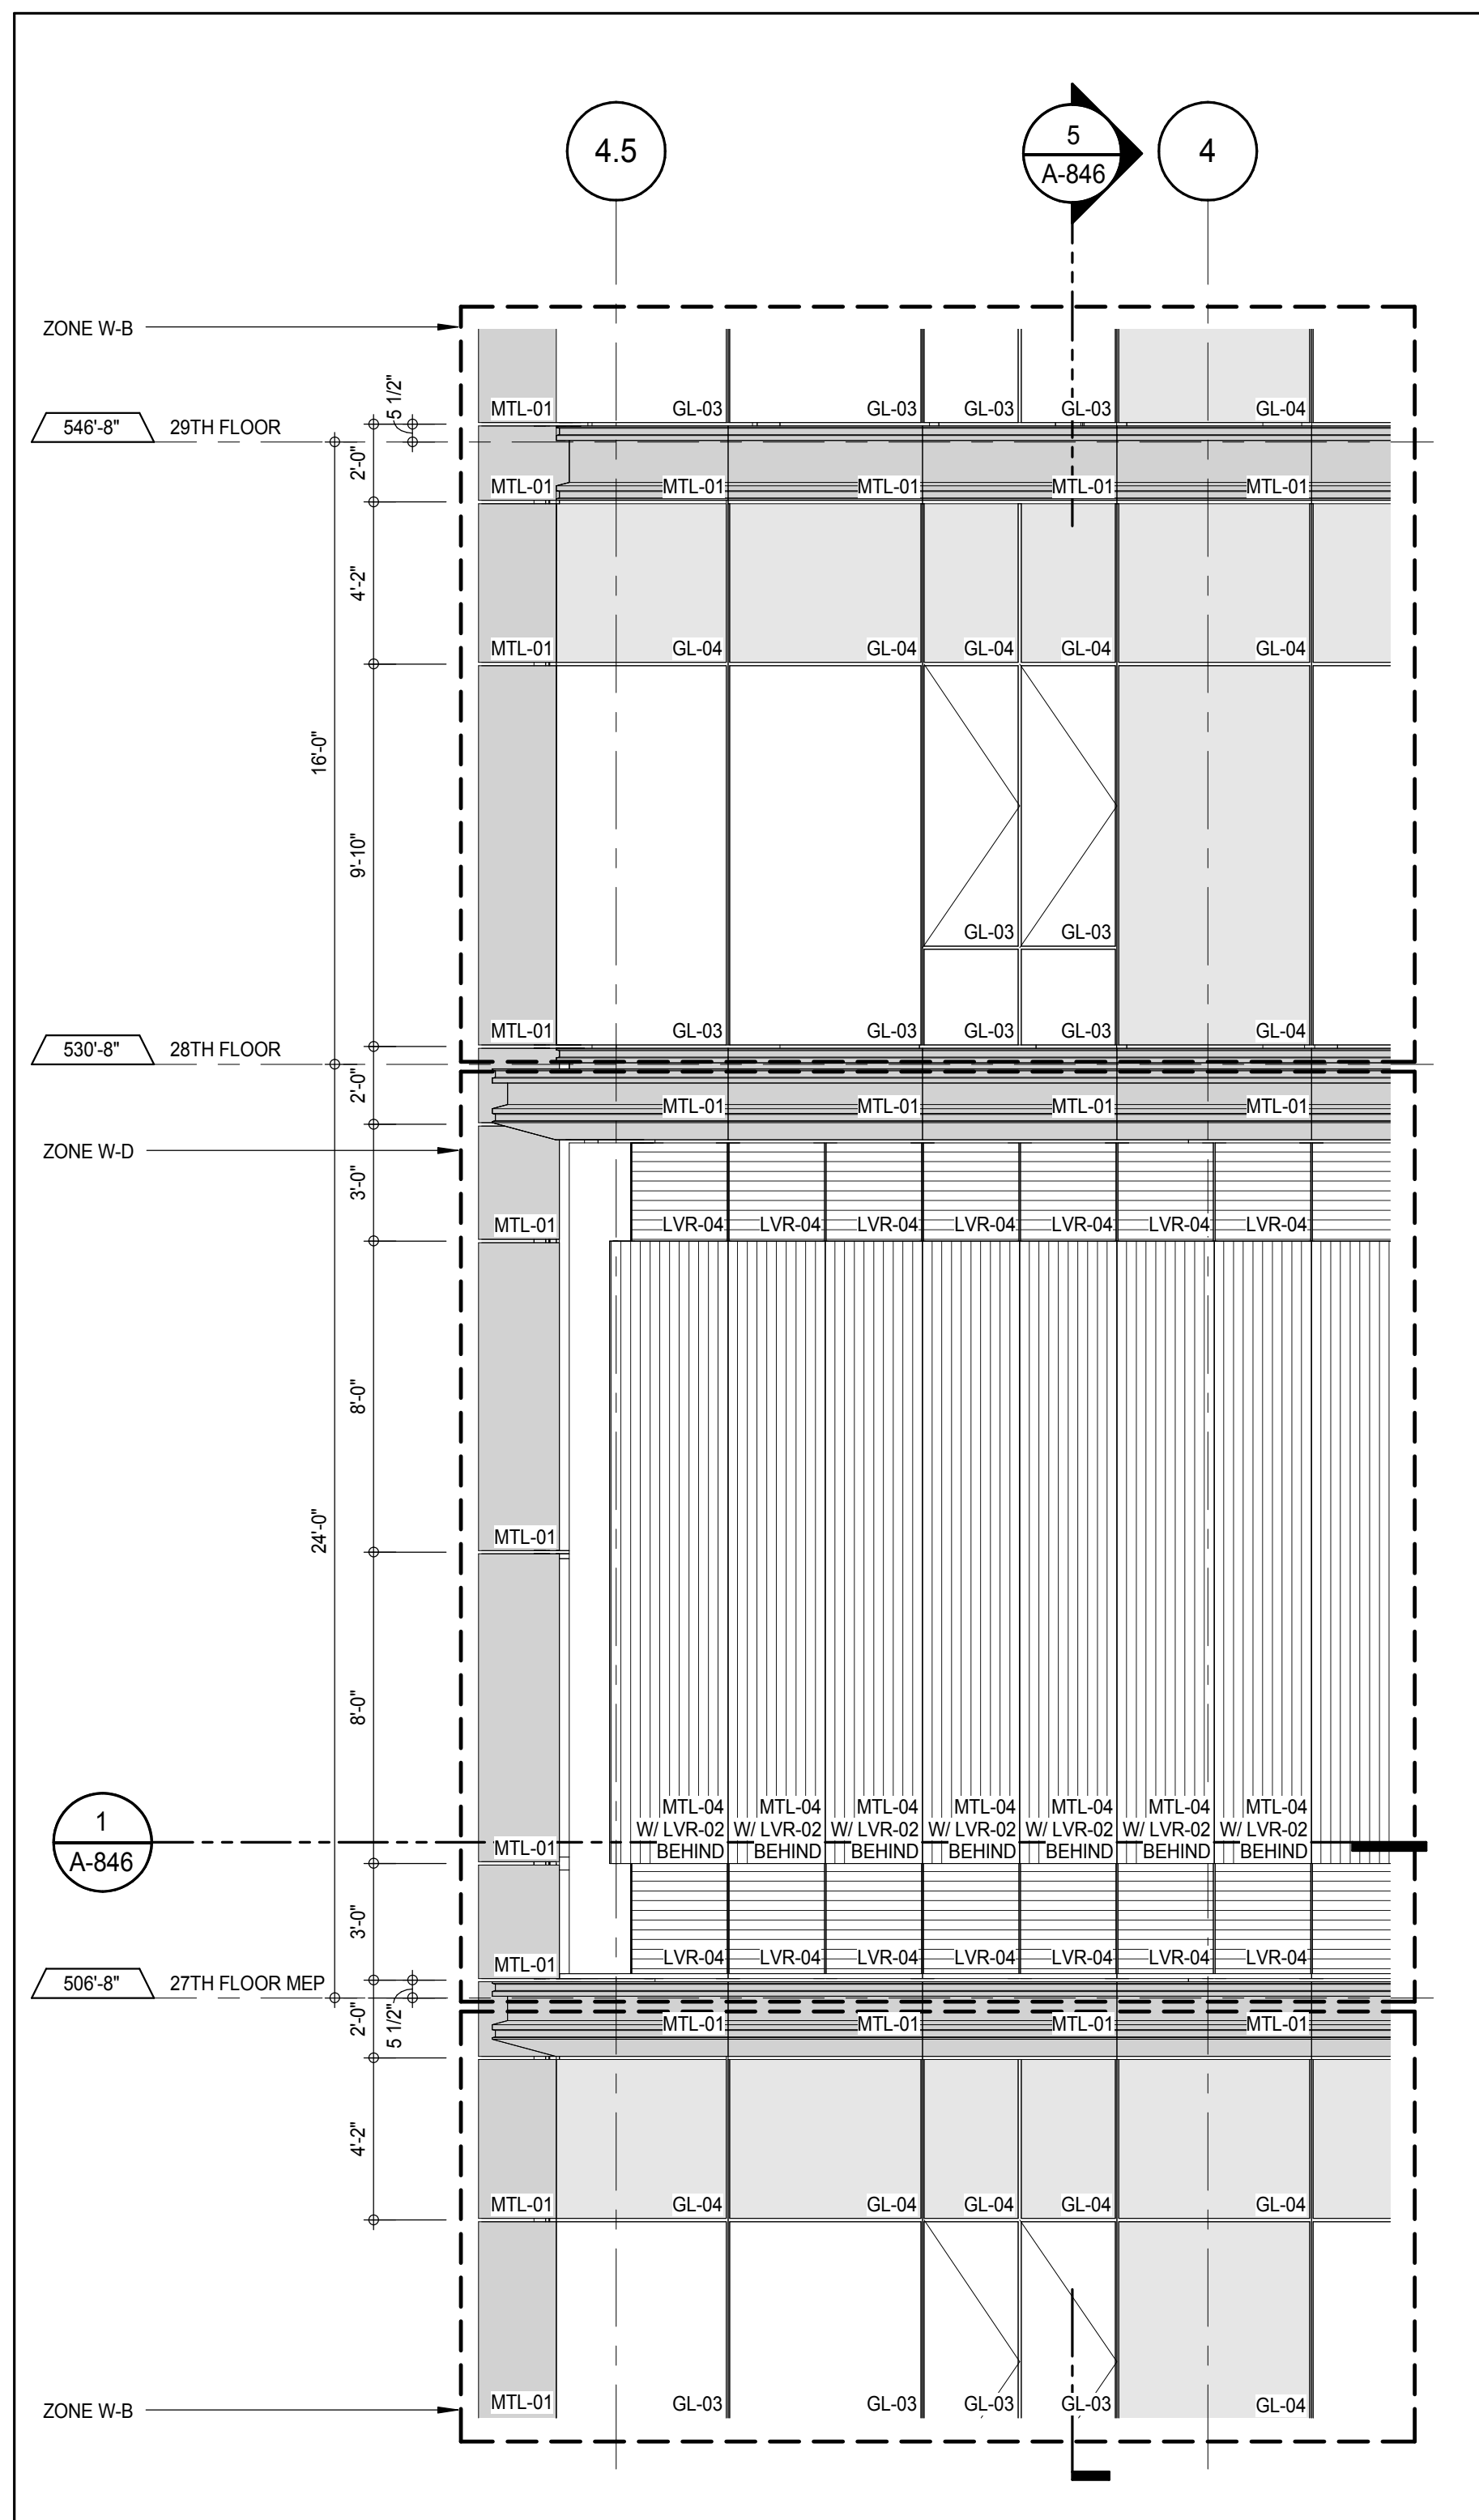 4.5
5
A-846
4
ZONE W-B
5 1/2"
MTL-01 GL-03 GL-03 GL-03 GL-03 GL-04
546'-8" 29TH FLOOR
2'-0"
MTL-01 MTL-01 MTL-01 MTL-01 MTL-01
4'-2"
MTL-01 GL-04 GL-04 GL-04 GL-04 GL-04
16'-0"
9'-10"
GL-03 GL-03
MTL-01 GL-03 GL-03 GL-03 GL-03 GL-04
530'-8" 28TH FLOOR
2'-0"
MTL-01 MTL-01 MTL-01 MTL-01
ZONE W-D
3'-0"
MTL-01 LVR-04 LVR-04 LVR-04 LVR-04 LVR-04 LVR-04 LVR-04
8'-0"
24'-0"
MTL-01
8'-0"
MTL-04 MTL-04 MTL-04 MTL-04 MTL-04 MTL-04 MTL-04
W/ LVR-02 W/ LVR-02 W/ LVR-02 W/ LVR-02 W/ LVR-02 W/ LVR-02 W/ LVR-02
BEHIND BEHIND BEHIND BEHIND BEHIND BEHIND BEHIND
1
A-846
MTL-01
3'-0"
MTL-01 LVR-04 LVR-04 LVR-04 LVR-04 LVR-04 LVR-04 LVR-04
506'-8" 27TH FLOOR MEP
2'-0"
5 1/2"
MTL-01 MTL-01 MTL-01 MTL-01
4'-2"
MTL-01 GL-04 GL-04 GL-04 GL-04 GL-04
ZONE W-B
MTL-01 GL-03 GL-03 GL-03 GL-03 GL-04